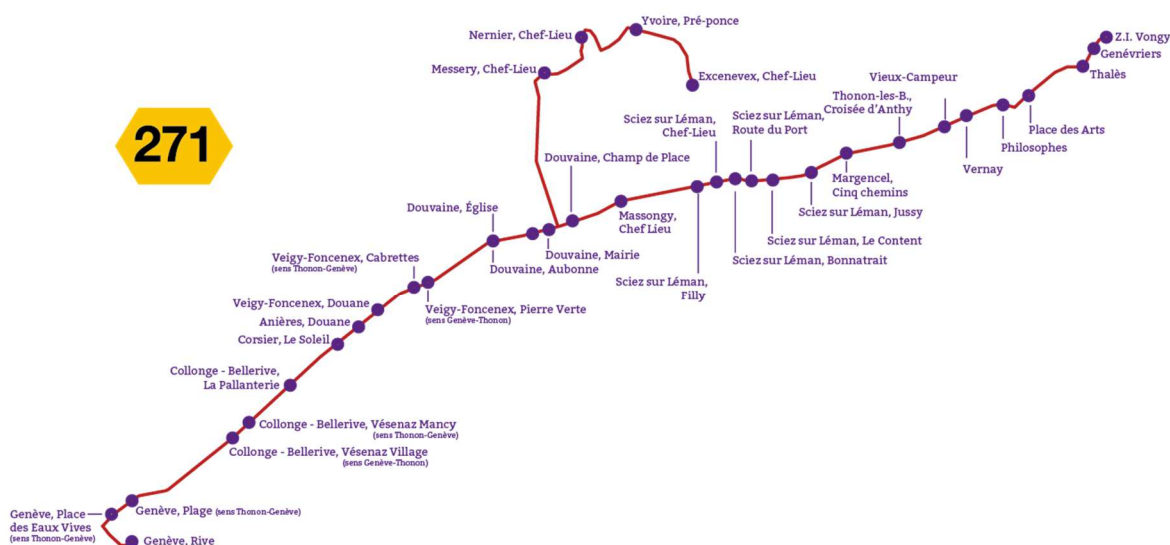 Yvoire, Pré-ponce
Nernier, Chef-Lieu
Messery, Chef-Lieu
Excenevex, Chef-Lieu
Z.I. Vongy
Genévriers
Thalès
Vieux-Campeur
Thonon-les-B.,
Croisée d'Anthy
Place des Arts
Philosophes
Vernay
271
Sciez sur Léman,
Chef-Lieu
Sciez sur Léman,
Route du Port
Margencel,
Cinq chemins
Sciez sur Léman, Jussy
Sciez sur Léman, Le Content
Sciez sur Léman, Bonnatrait
Sciez sur Léman,
Filly
Douvaine, Champ de Place
Massongy,
Chef Lieu
Douvaine, Église
Douvaine, Mairie
Douvaine, Aubonne
Veigy-Foncenex, Cabrettes
(sens Thonon-Genève)
Veigy-Foncenex, Pierre Verte
(sens Genève-Thonon)
Veigy-Foncenex, Douane
Anières, Douane
Corsier, Le Soleil
Collonge - Bellerive,
La Pallanterie
Collonge - Bellerive, Vésenaz Mancy
(sens Thonon-Genève)
Collonge - Bellerive, Vésenaz Village
(sens Genève-Thonon)
Genève, Plage (sens Thonon-Genève)
Genève, Place
des Eaux Vives
(sens Thonon-Genève)
Genève, Rive